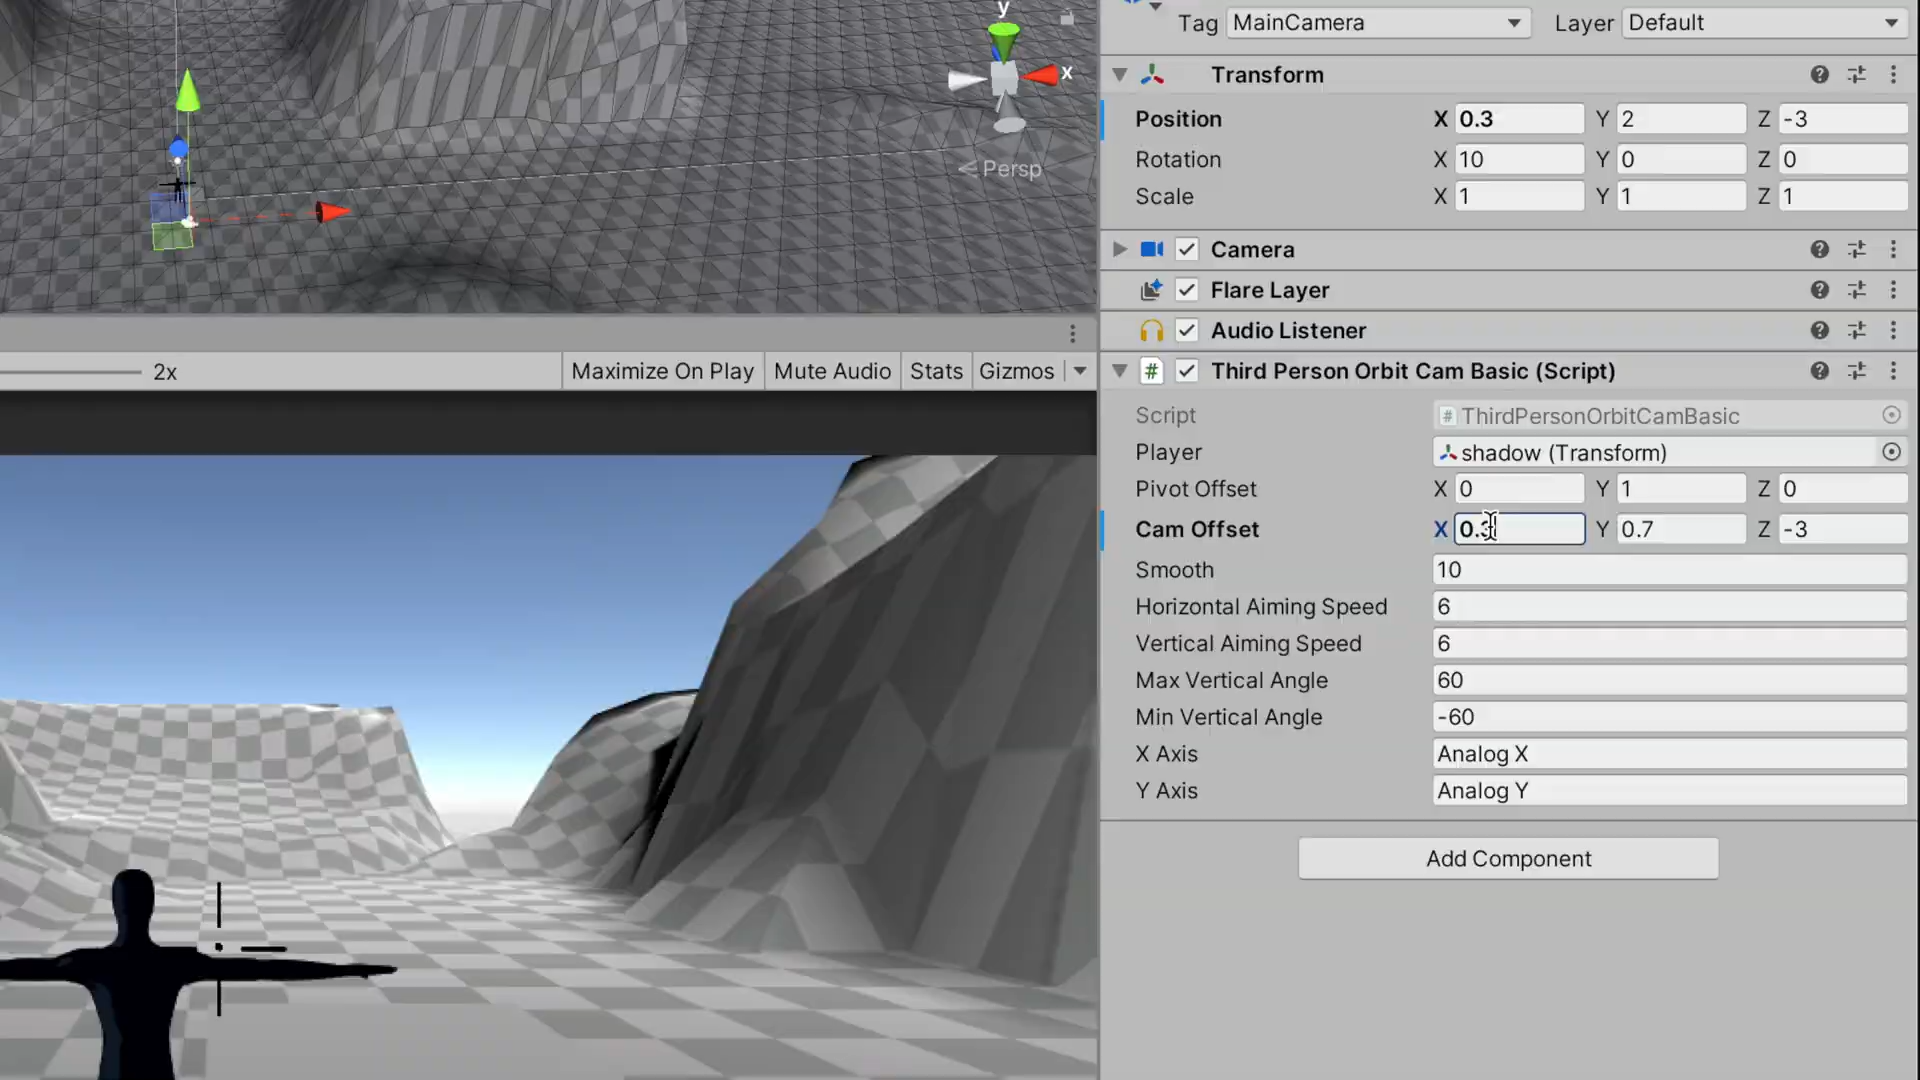 y
x
Persp
2x
Maximize On Play Mute Audio Stats Gizmos
Tag MainCamera Layer Default
Transform
Position X 0.3 Y 2 Z -3
Rotation X 10 Y 0 Z 0
Scale X 1 Y 1 Z 1
Camera
Flare Layer
Audio Listener
# Third Person Orbit Cam Basic (Script)
Script # ThirdPersonOrbitCamBasic
Player shadow (Transform)
Pivot Offset X 0 Y 1 Z 0
Cam Offset X 0.3 Y 0.7 Z -3
Smooth 10
Horizontal Aiming Speed 6
Vertical Aiming Speed 6
Max Vertical Angle 60
Min Vertical Angle -60
X Axis Analog X
Y Axis Analog Y
Add Component